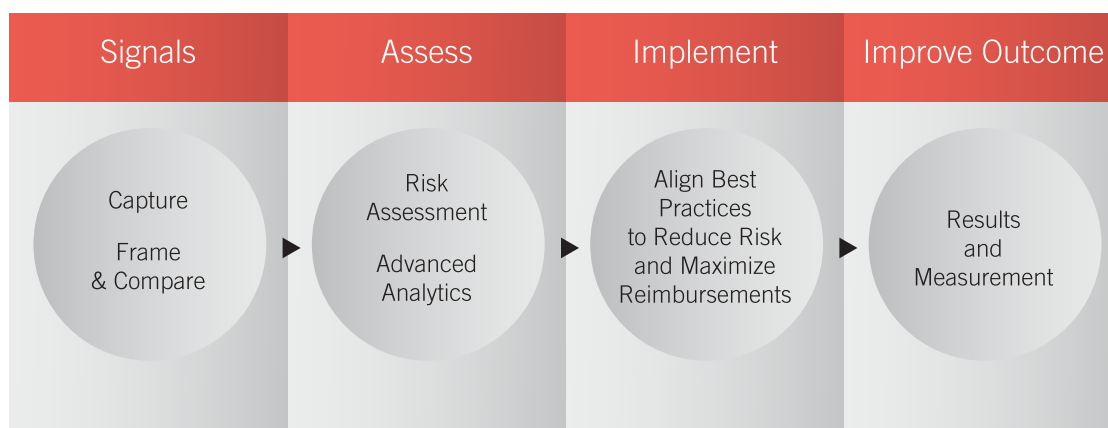 Signals
Capture
Frame
& Compare
Assess
Risk
Assessment
Advanced
Analytics
Implement
Align Best
Practices
to Reduce Risk
and Maximize
Reimbursements
Improve Outcome
Results
and
Measurement